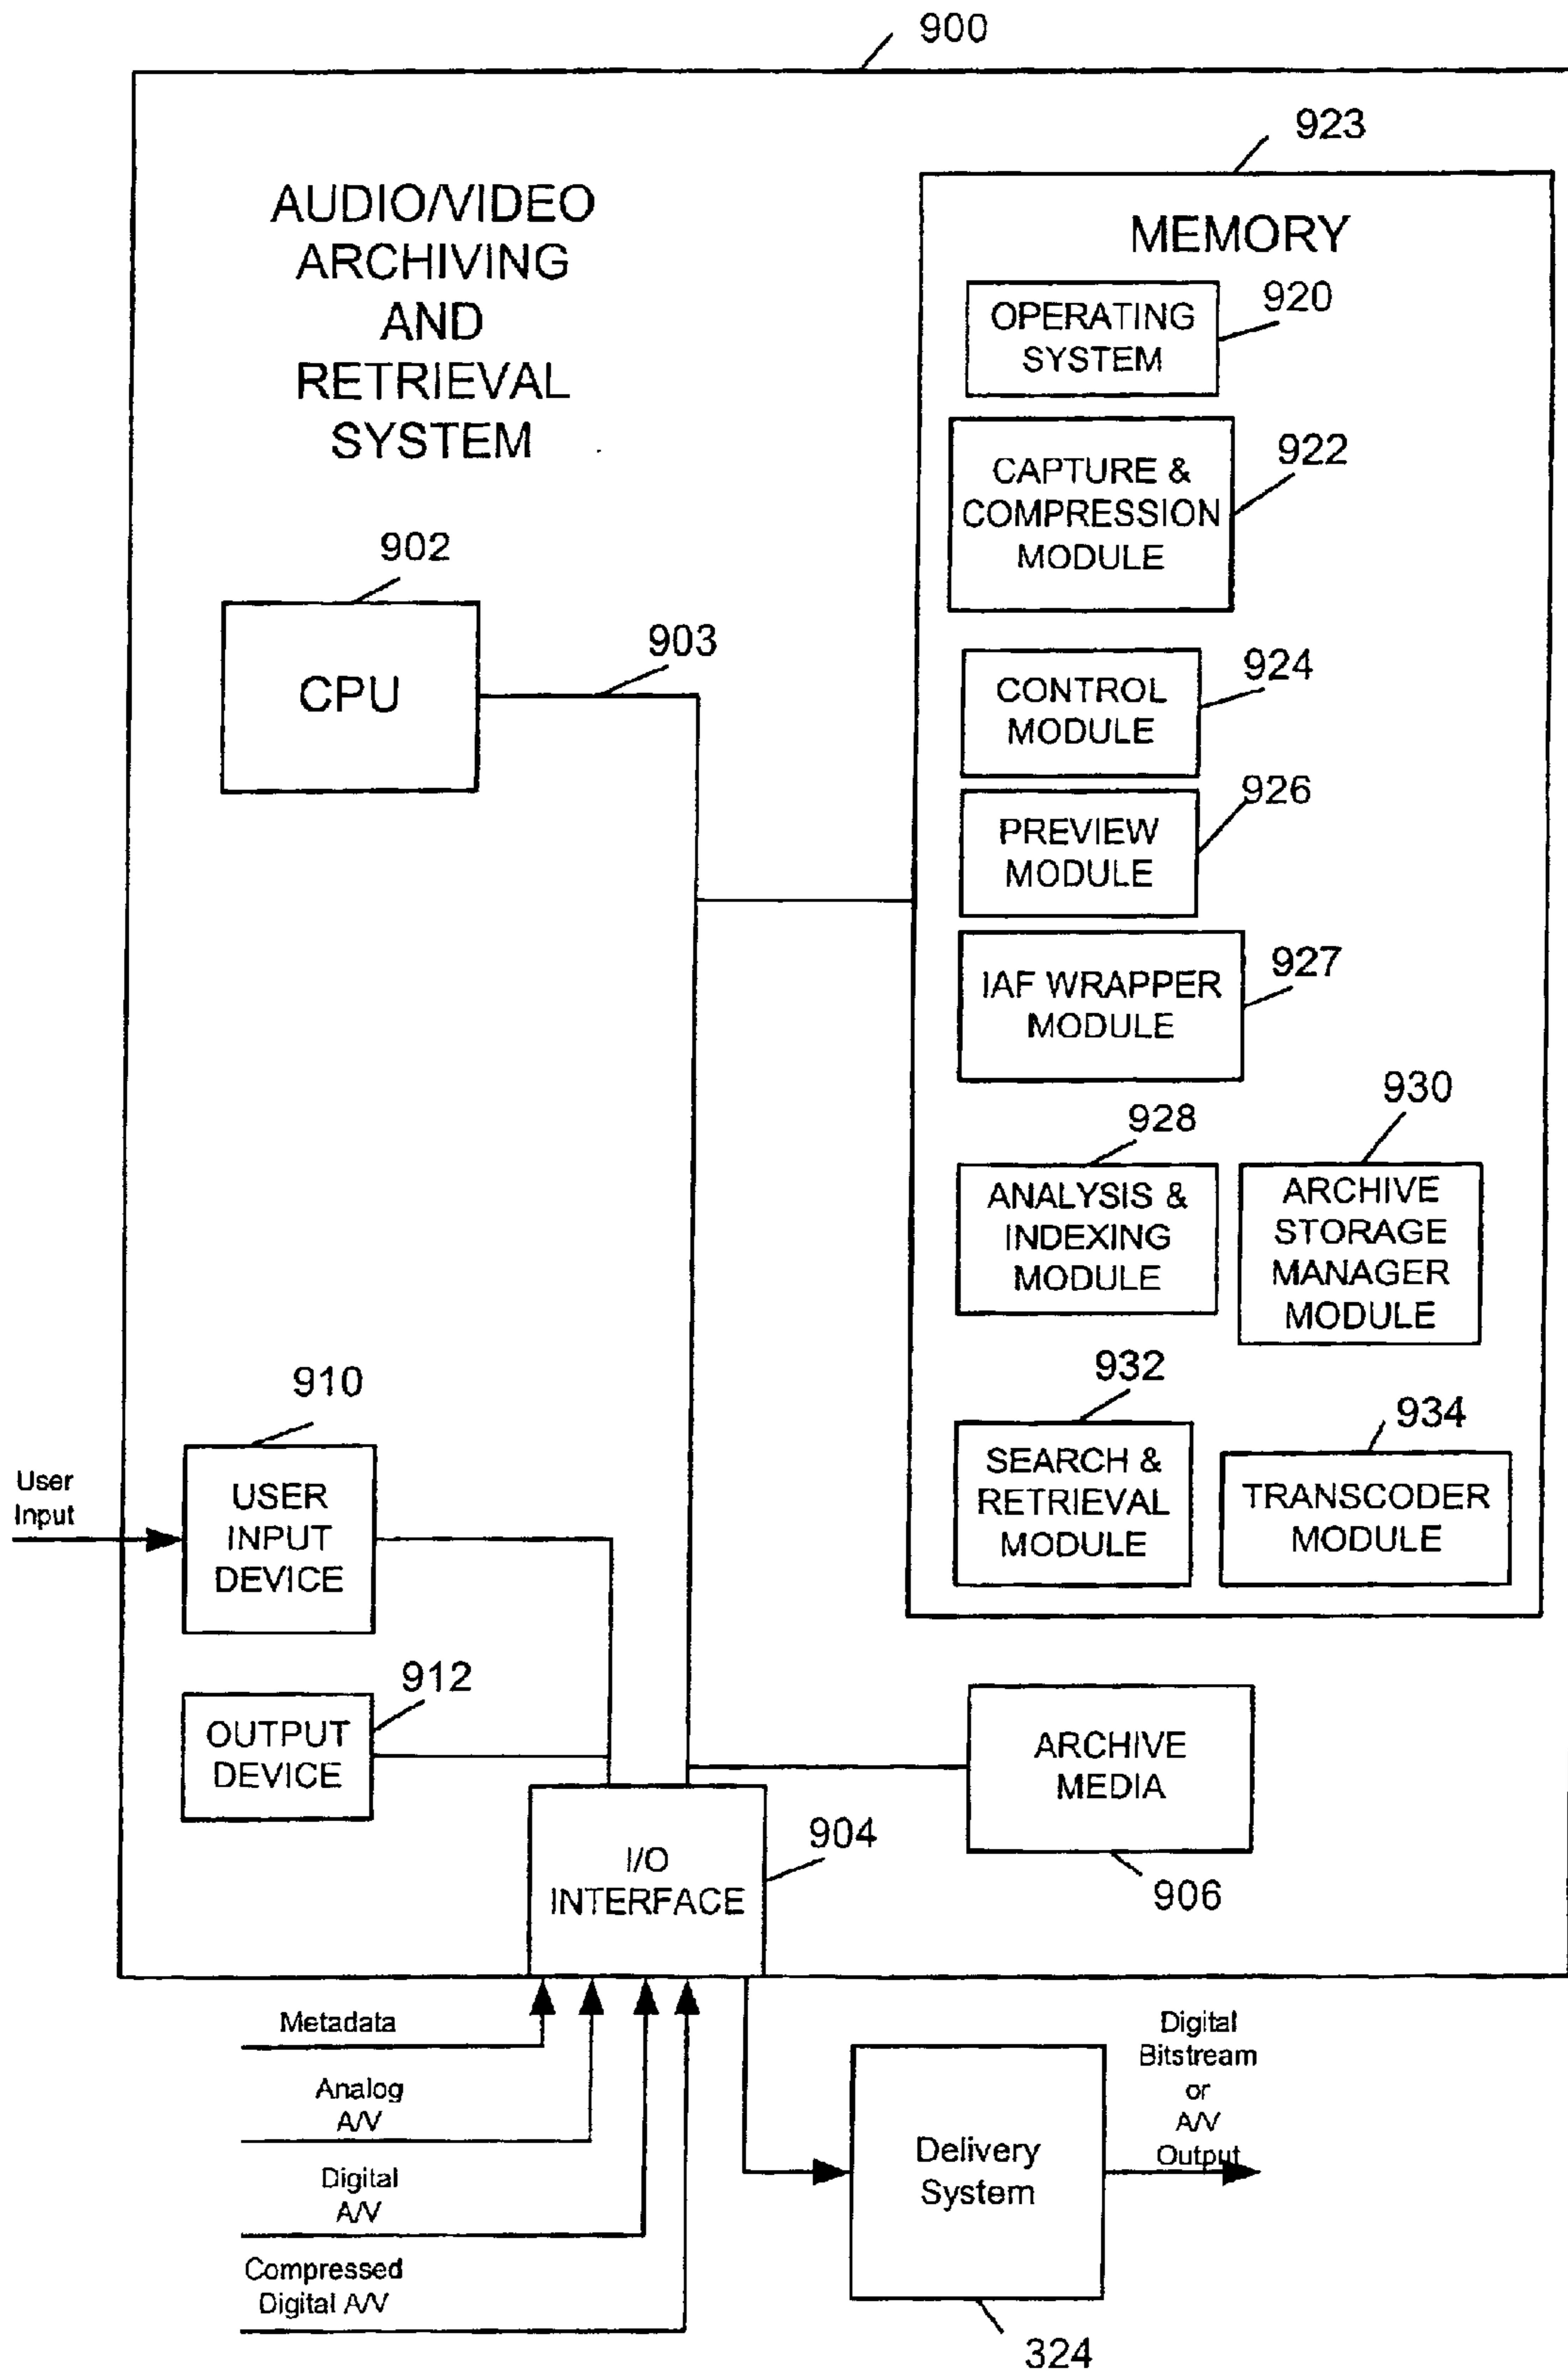 900
923
AUDIO/VIDEO
ARCHIVING
AND
RETRIEVAL
SYSTEM
MEMORY
OPERATING
SYSTEM
920
CAPTURE &
COMPRESSION
MODULE
922
902
CPU
903
CONTROL
MODULE
924
PREVIEW
MODULE
926
IAF WRAPPER
MODULE
927
928
ANALYSIS &
INDEXING
MODULE
930
ARCHIVE
STORAGE
MANAGER
MODULE
932
SEARCH &
RETRIEVAL
MODULE
934
TRANSCODER
MODULE
910
User
Input
USER
INPUT
DEVICE
912
OUTPUT
DEVICE
ARCHIVE
MEDIA
906
I/O
INTERFACE
904
Metadata
Analog
A/V
Digital
A/V
Compressed
Digital A/V
Delivery
System
324
Digital
Bitstream
or
A/V
Output